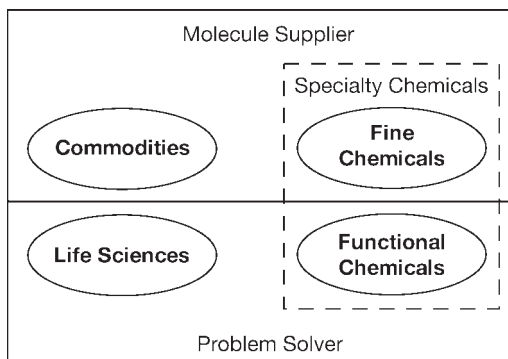 Molecule Supplier
Specialty Chemicals
Commodities
Fine
Chemicals
Life Sciences
Functional
Chemicals
Problem Solver